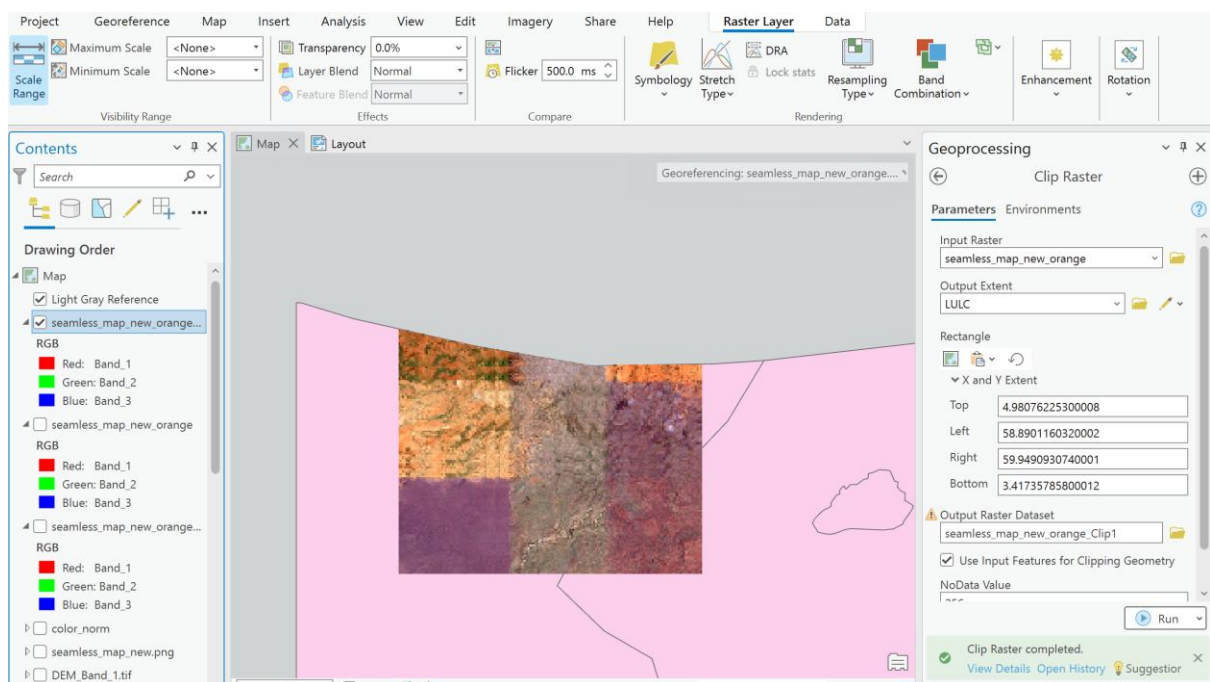 Project Georeference Map Insert Analysis View Edit Imagery Share Help Raster Layer Data
Maximum Scale <None>
Minimum Scale <None>
Scale Range
Visibility Range
Transparency 0.0%
Layer Blend Normal
Feature Blend Normal
Effects
Flicker 500.0 ms
Compare
Symbology
Stretch Type
DRA
Lock stats
Resampling Type
Band Combination
Rendering
Enhancement
Rotation
Contents
Search
Drawing Order
Map
Light Gray Reference
seamless_map_new_orange...
RGB
Red: Band_1
Green: Band_2
Blue: Band_3
seamless_map_new_orange
RGB
Red: Band_1
Green: Band_2
Blue: Band_3
seamless_map_new_orange...
RGB
Red: Band_1
Green: Band_2
Blue: Band_3
color_norm
seamless_map_new.png
DEM_Band_1.tif
Map Layout
Georeferencing: seamless_map_new_orange....
Geoprocessing
Clip Raster
Parameters Environments
Input Raster
seamless_map_new_orange
Output Extent
LULC
Rectangle
X and Y Extent
Top 4.98076225300008
Left 58.8901160320002
Right 59.9490930740001
Bottom 3.41735785800012
Output Raster Dataset
seamless_map_new_orange_Clip1
Use Input Features for Clipping Geometry
NoData Value
Run
Clip Raster completed.
View Details Open History Suggestior